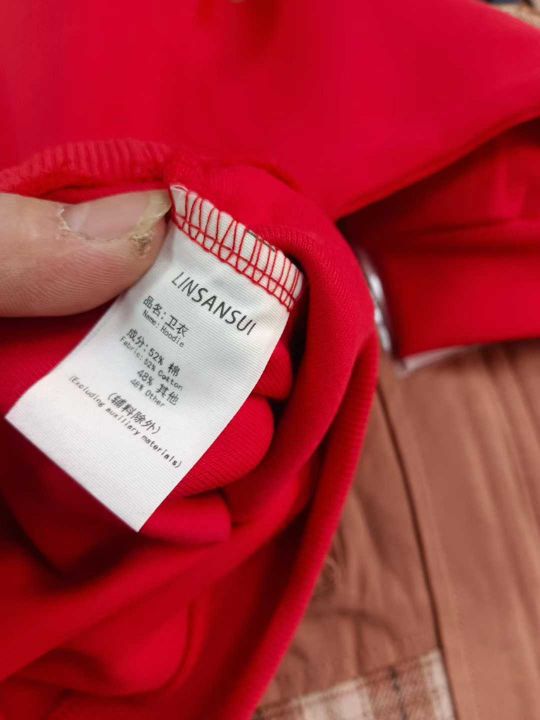 LINSANSUI
品名：卫衣
Name: Hoodie
成分：52% 棉
Fabric: 52% Cotton
48% 其他
48% Other
(辅料除外)
(Excluding auxiliary materials)